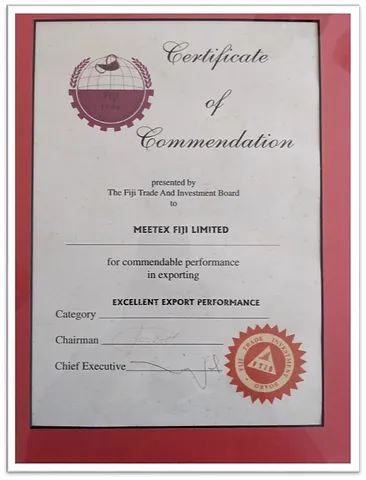 Certificate
of
Commendation
Fiji
presented by
The Fiji Trade And Investment Board
to
MEETEX FIJI LIMITED
for commendable performance
in exporting
EXCELLENT EXPORT PERFORMANCE
Category
Chairman
Chief Executive
FIJI TRADE INVESTMENT BOARD
FTIB